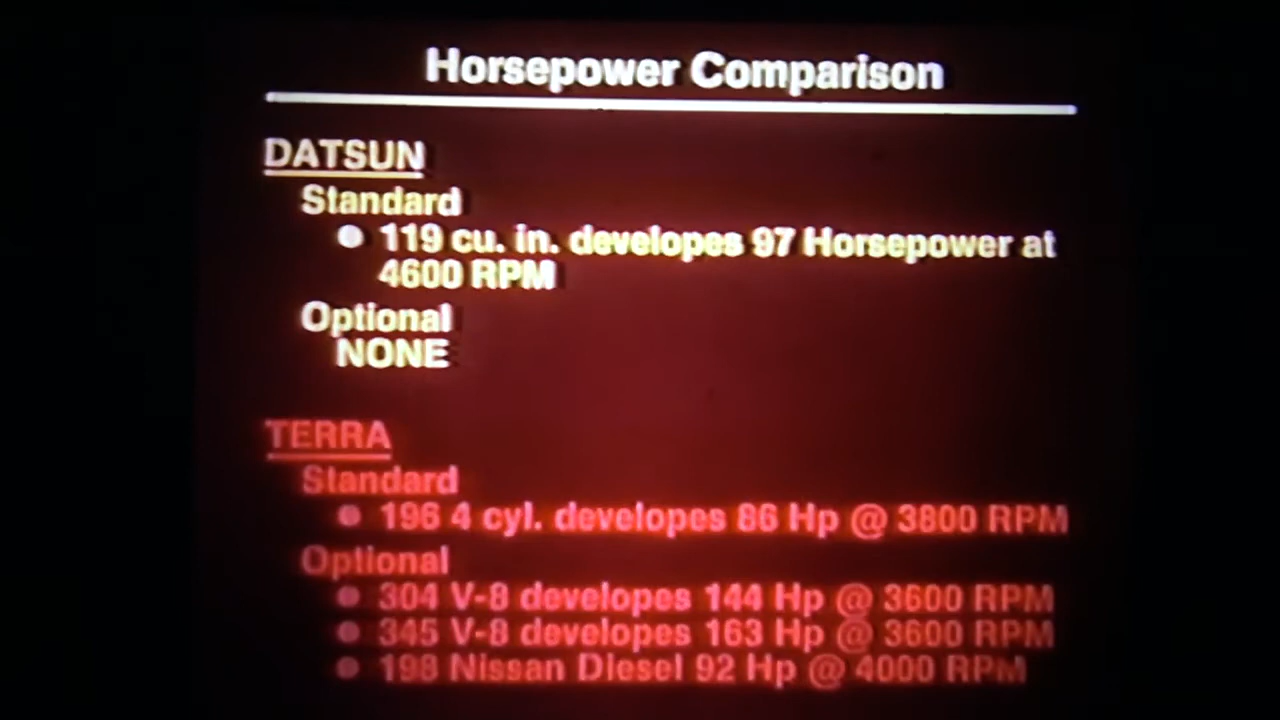 Horsepower Comparison
DATSUN
Standard
● 119 cu. in. developes 97 Horsepower at
4600 RPM
Optional
NONE
TERRA
Standard
● 196 4 cyl. developes 86 Hp @ 3800 RPM
Optional
● 304 V-8 developes 144 Hp @ 3600 RPM
● 345 V-8 developes 163 Hp @ 3600 RPM
● 198 Nissan Diesel 92 Hp @ 4000 RPM